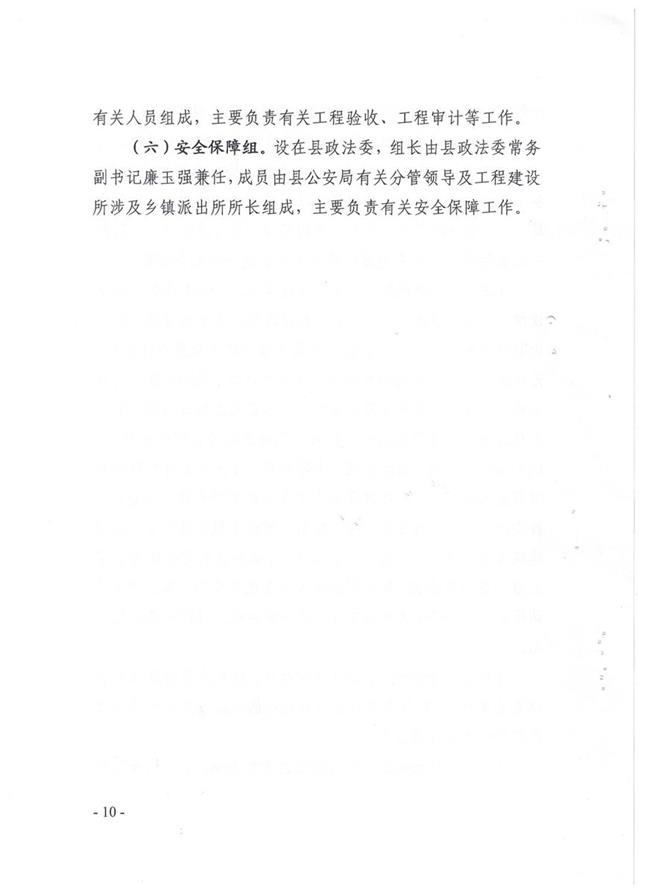 有关人员组成，主要负责有关工程验收、工程审计等工作。
（六）安全保障组。设在县政法委，组长由县政法委常务
副书记廉玉强兼任，成员由县公安局有关分管领导及工程建设
所涉及乡镇派出所所长组成，主要负责有关安全保障工作。
- 10 -